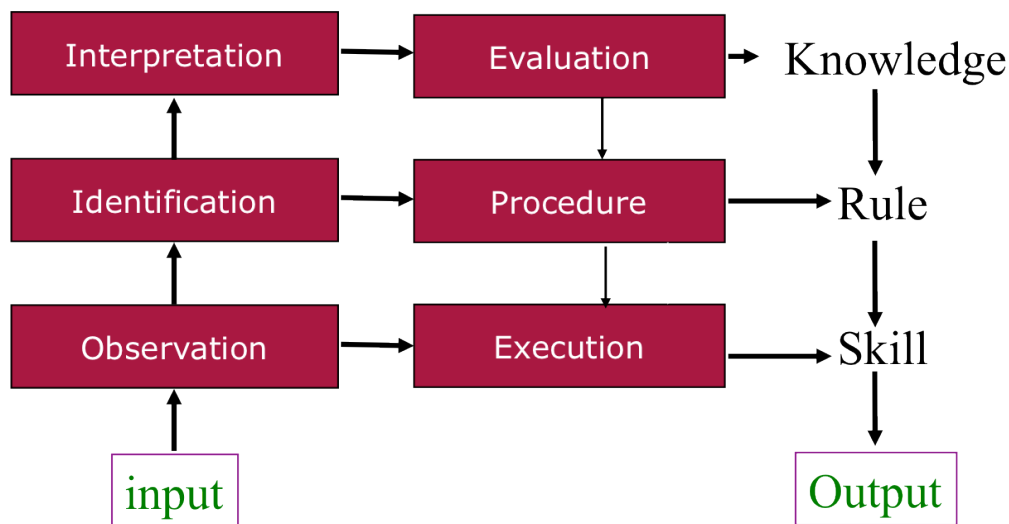 Interpretation
Evaluation
Knowledge
Identification
Procedure
Rule
Observation
Execution
Skill
input
Output